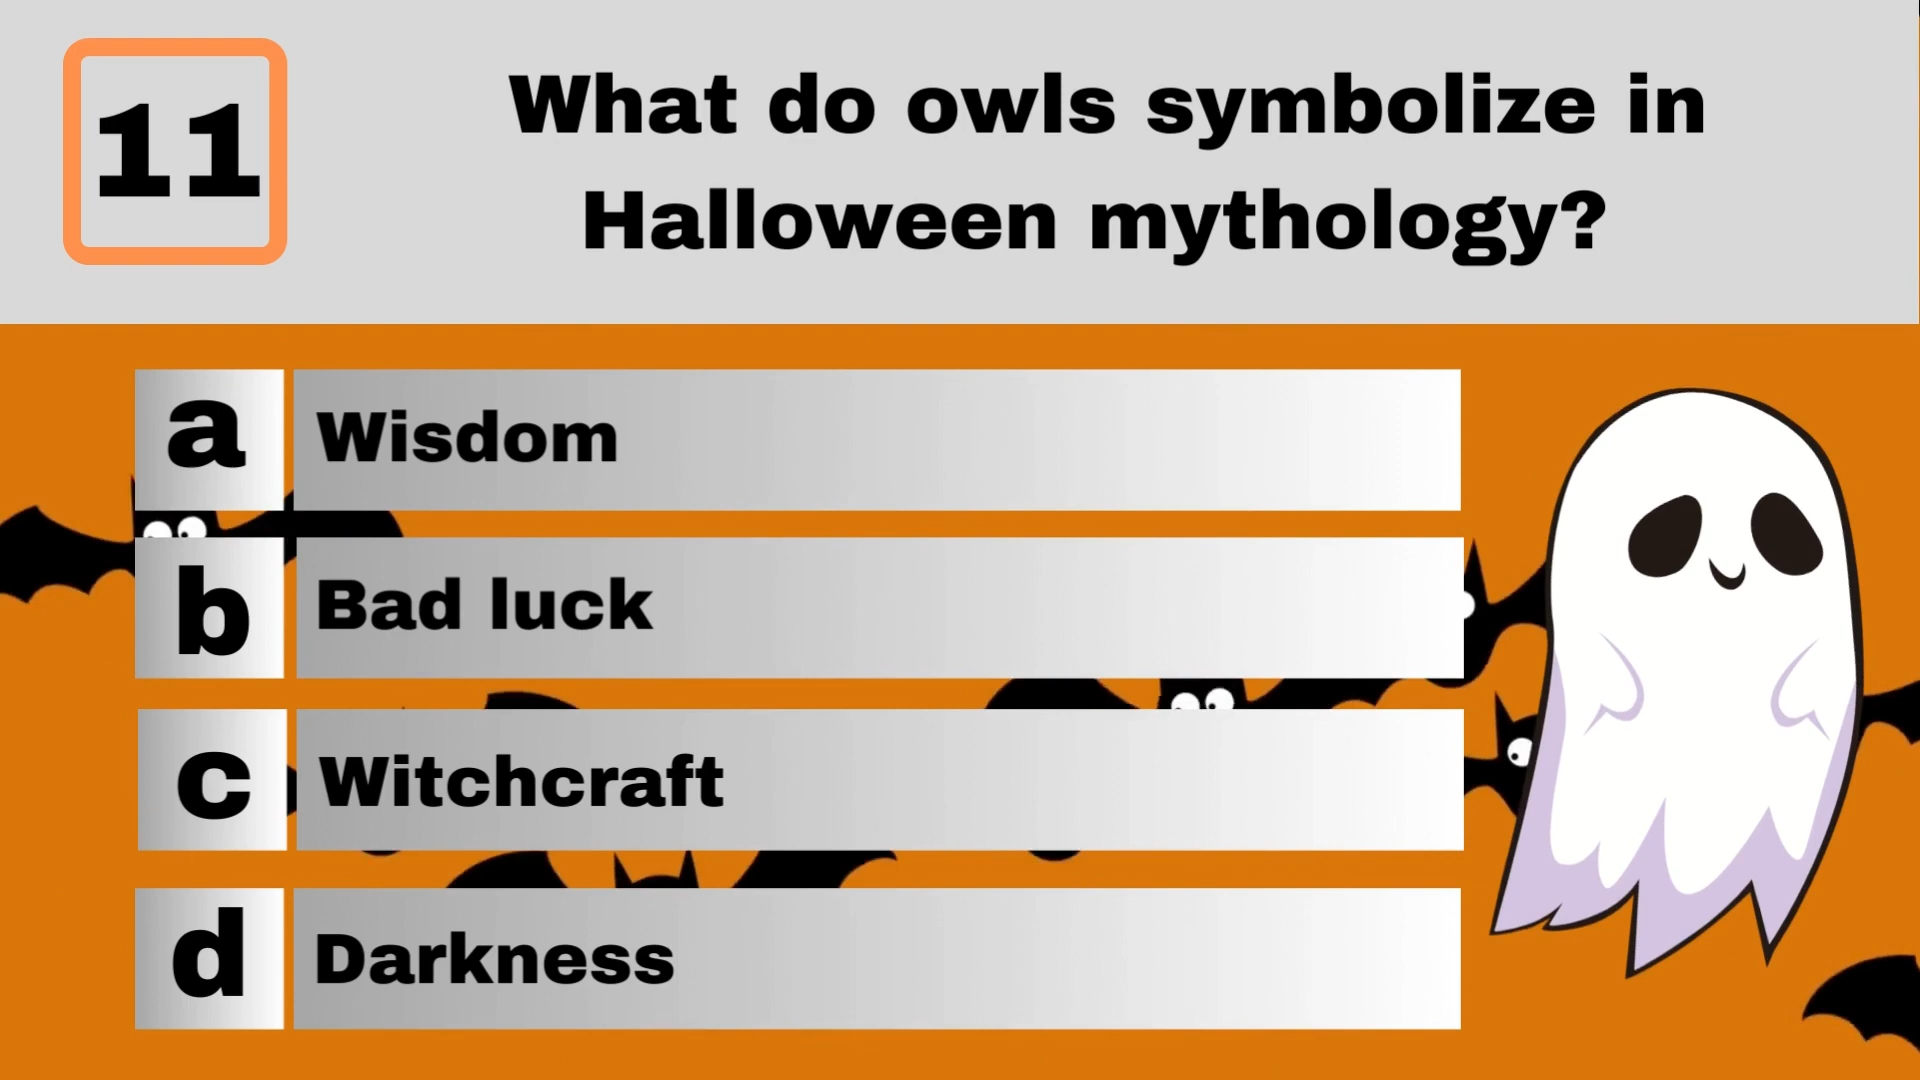 11
What do owls symbolize in
Halloween mythology?
a Wisdom
b Bad luck
c Witchcraft
d Darkness